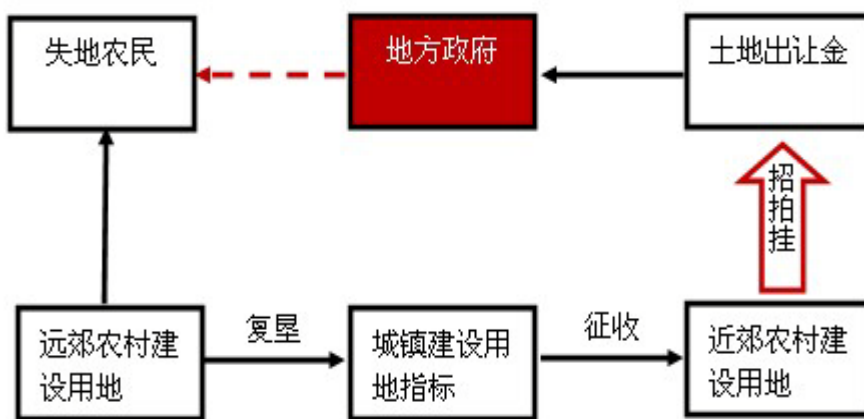 失地农民
地方政府
土地出让金
招
拍
挂
远郊农村建
设用地
复垦
城镇建设用
地指标
征收
近郊农村建
设用地